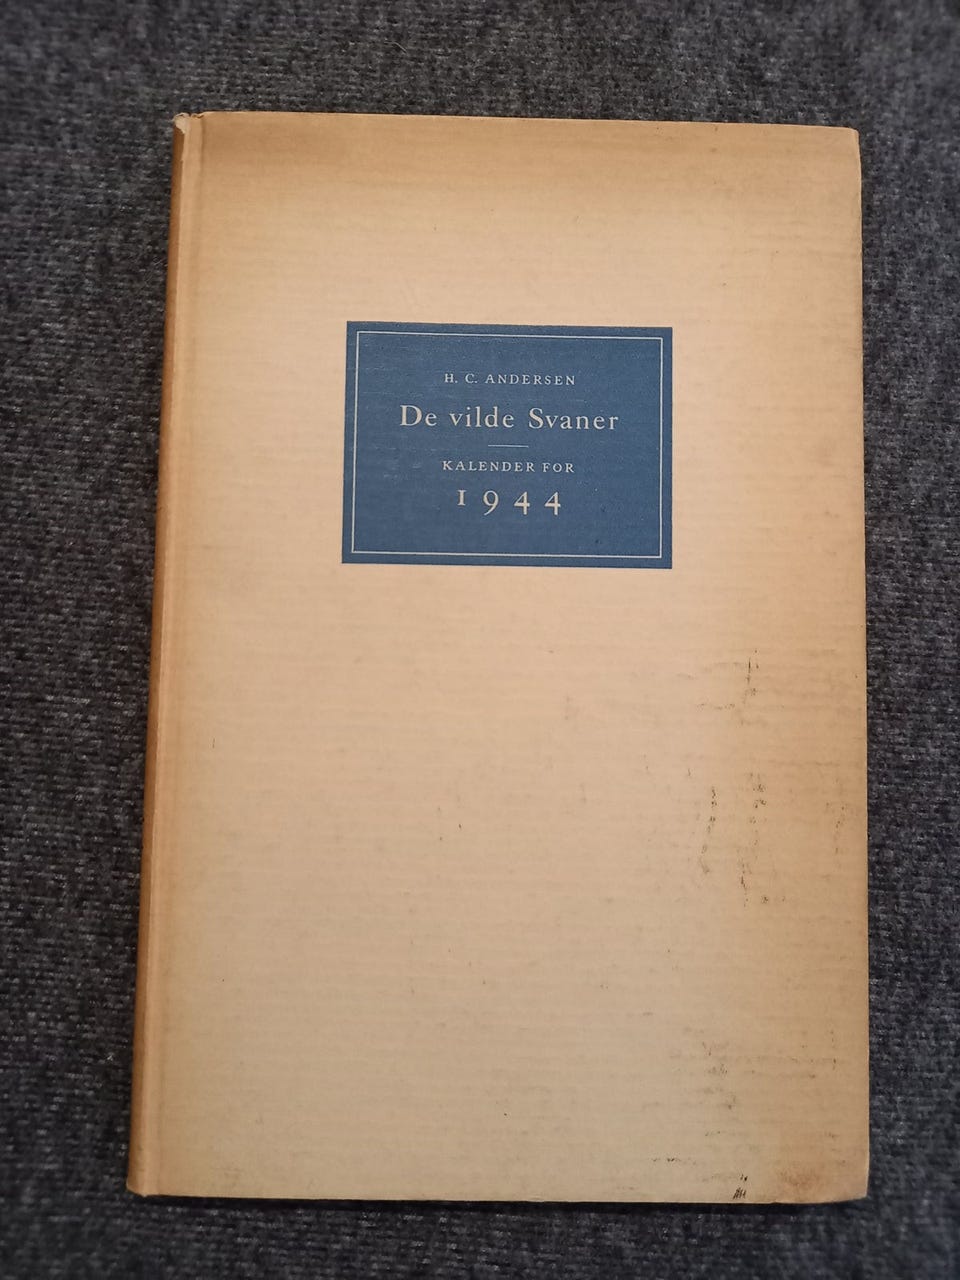 H. C. ANDERSEN
De vilde Svaner
KALENDER FOR
1944